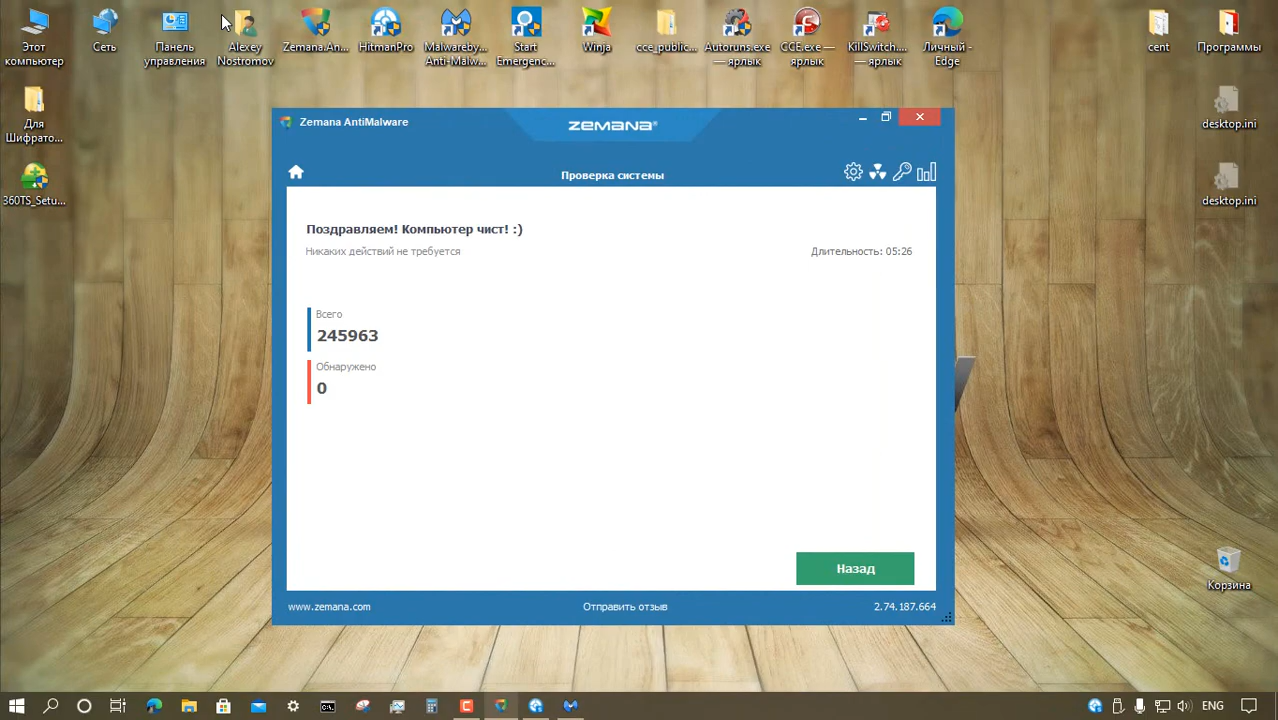 Этот
компьютер
Сеть
Панель
управления
Alexey
Nostromov
Zemana.An...
HitmanPro
Malwareby...
Anti-Malw...
Start
Emergenc...
Winja
cce_public...
Autoruns.exe
— ярлык
CCE.exe —
ярлык
KillSwitch....
— ярлык
Личный -
Edge
cent
Программы
Для
Шифрато...
desktop.ini
360TS_Setu...
desktop.ini
Zemana AntiMalware
ZEMANA®
Проверка системы
Поздравляем! Компьютер чист! :)
Никаких действий не требуется
Длительность: 05:26
Всего
245963
Обнаружено
0
Назад
www.zemana.com
Отправить отзыв
2.74.187.664
Корзина
ENG